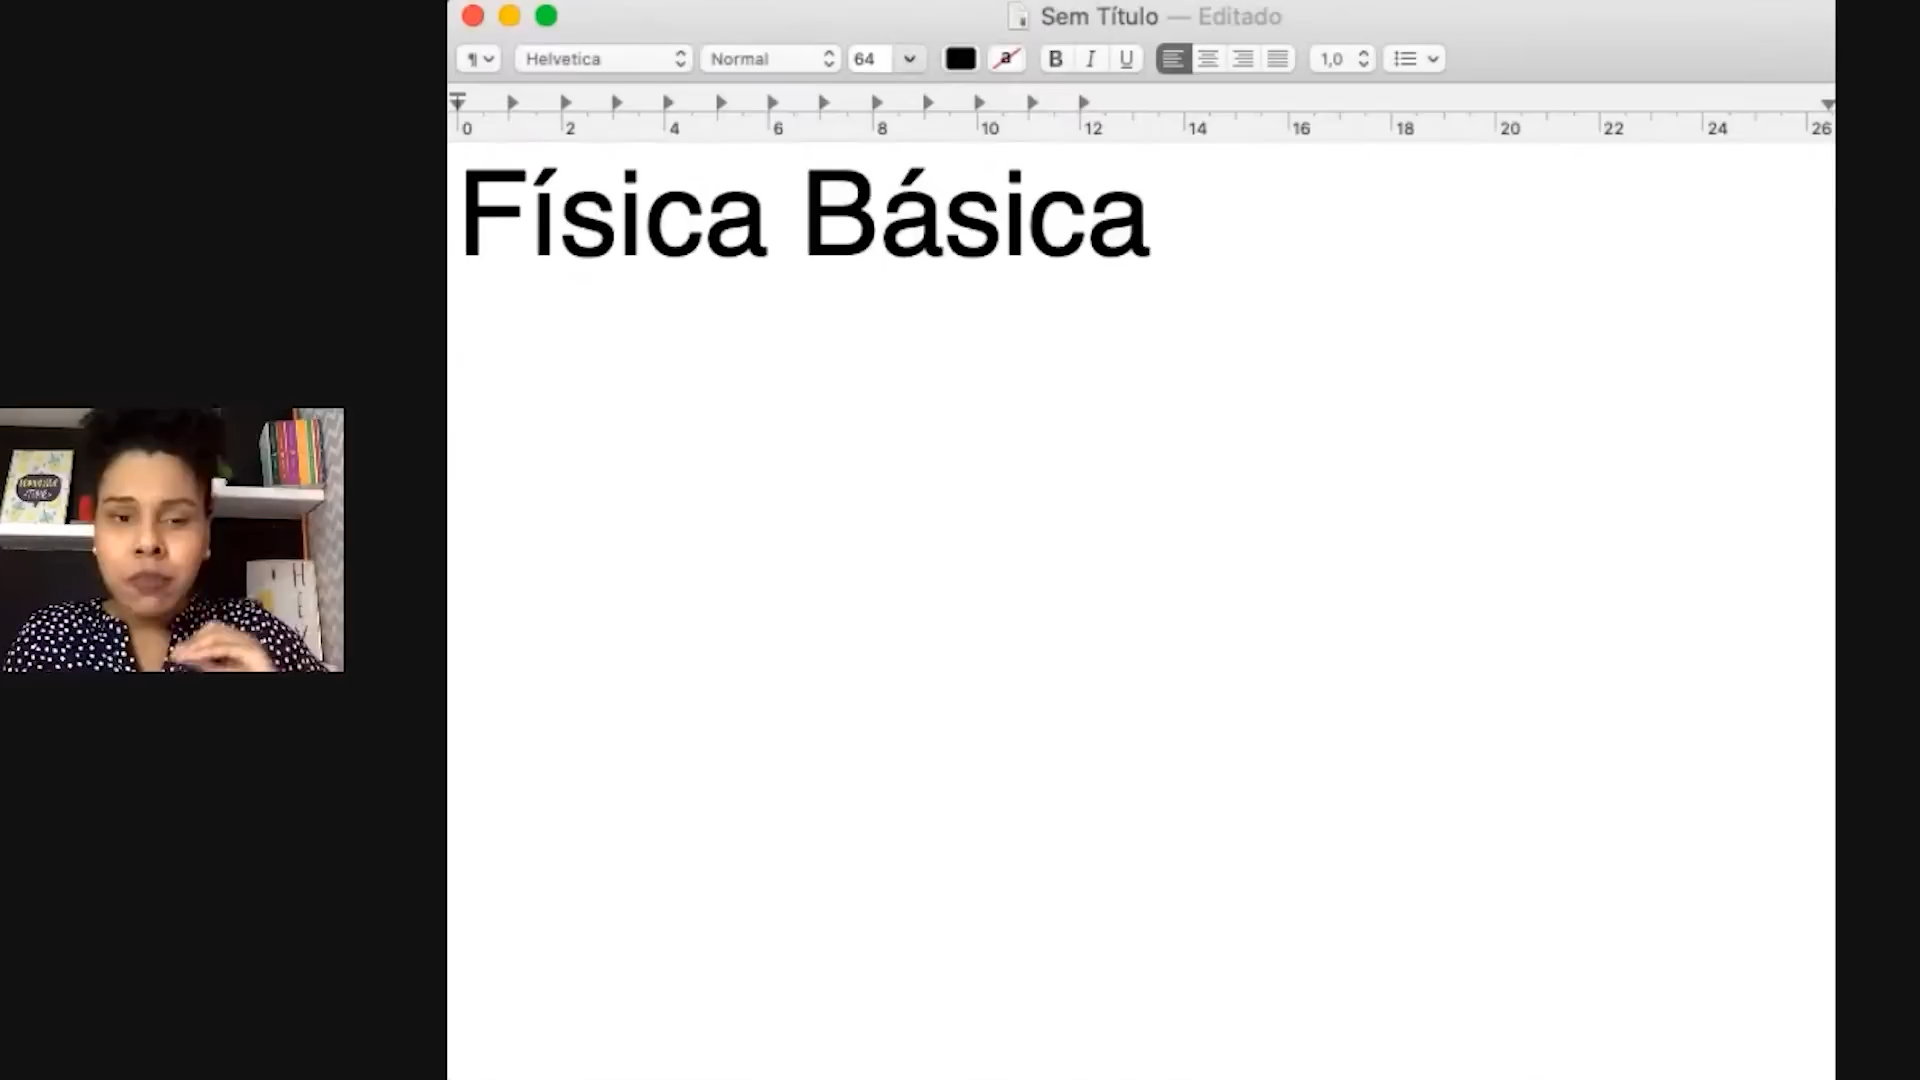 Sem Título — Editado
¶ Helvetica Normal 64 a B I U 1,0
0 2 4 6 8 10 12 14 16 18 20 22 24 26
Física Básica
H